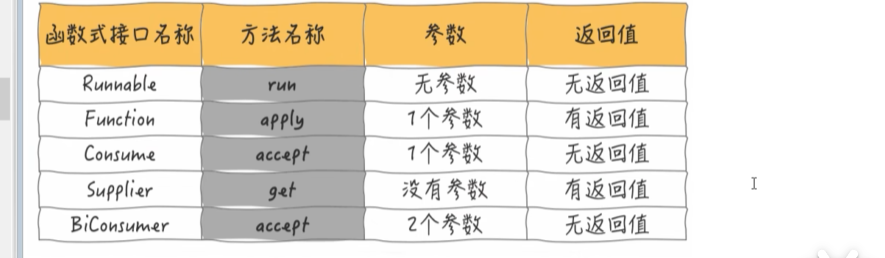 函数式接口名称 方法名称 参数 返回值
Runnable run 无参数 无返回值
Function apply 1个参数 有返回值
Consume accept 1个参数 无返回值
Supplier get 没有参数 有返回值
BiConsumer accept 2个参数 无返回值